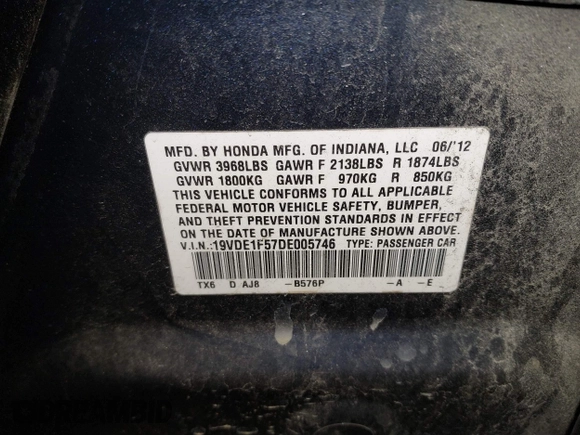 MFD. BY HONDA MFG. OF INDIANA, LLC 06/'12
GVWR 3968LBS GAWR F 2138LBS R 1874LBS
GVWR 1800KG GAWR F 970KG R 850KG
THIS VEHICLE CONFORMS TO ALL APPLICABLE
FEDERAL MOTOR VEHICLE SAFETY, BUMPER,
AND THEFT PREVENTION STANDARDS IN EFFECT
ON THE DATE OF MANUFACTURE SHOWN ABOVE.
V.I.N.: 19VDE1F57DE005746 TYPE: PASSENGER CAR
TX6 D AJ8 -B576P -A -E